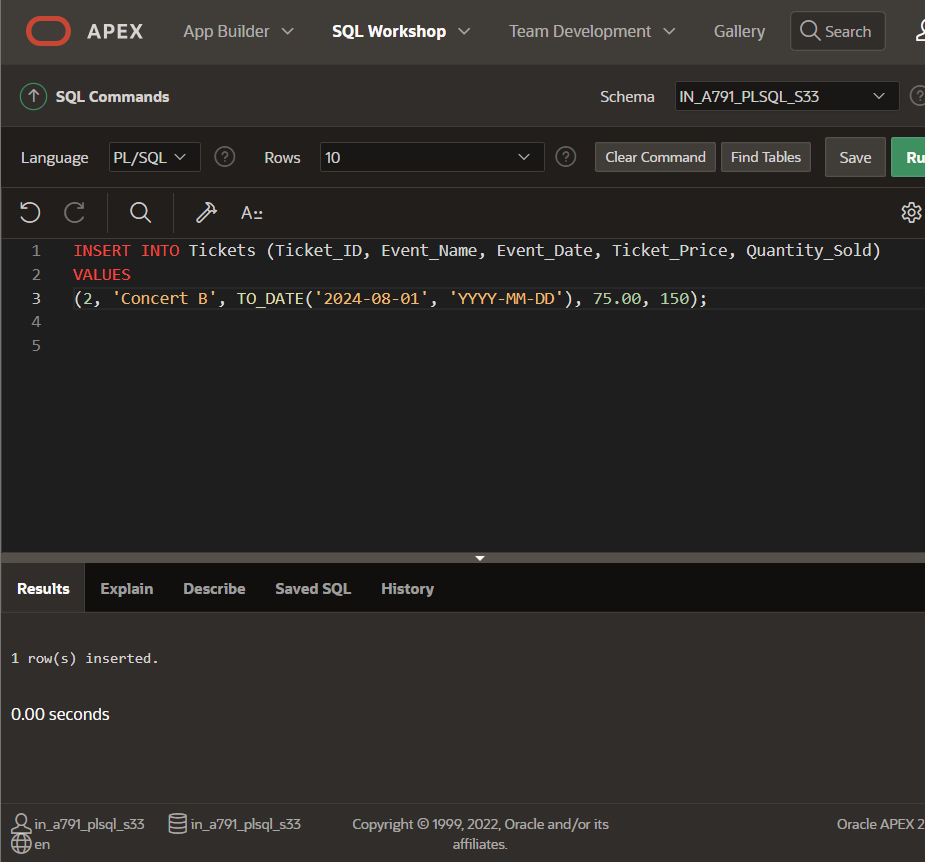 APEX App Builder SQL Workshop Team Development Gallery Search
SQL Commands Schema IN_A791_PLSQL_S33 ?
Language PL/SQL ? Rows 10 ? Clear Command Find Tables Save Ru
A::
1 INSERT INTO Tickets (Ticket_ID, Event_Name, Event_Date, Ticket_Price, Quantity_Sold)
2 VALUES
3 (2, 'Concert B', TO_DATE('2024-08-01', 'YYYY-MM-DD'), 75.00, 150);
4
5
Results Explain Describe Saved SQL History
1 row(s) inserted.
0.00 seconds
in_a791_plsql_s33 in_a791_plsql_s33 Copyright © 1999, 2022, Oracle and/or its Oracle APEX 2
en affiliates.